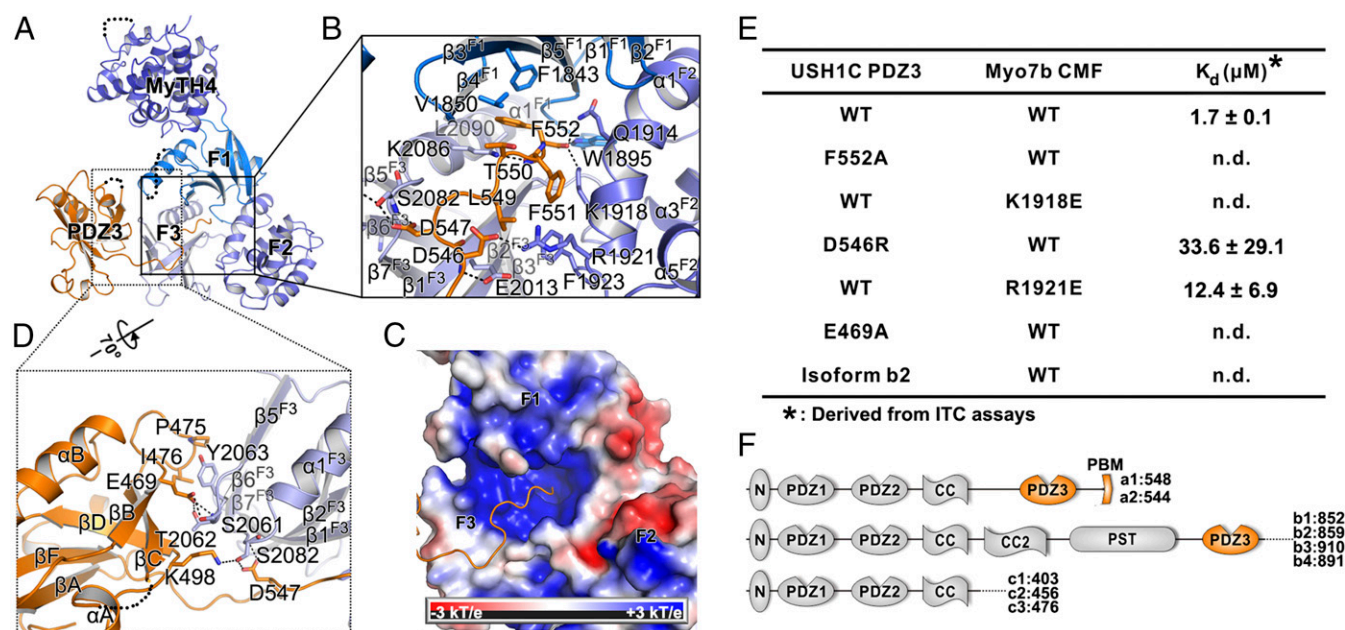 A
MyTH4
F1
PDZ3
F3
F2
B
β3F1
β5F1
β1F1
β2F1
β4F1
F1843
α1F2
V1850
α1F1
L2090
F552
Q1914
K2086
W1895
β5F3
T550
S2082
L549
K1918
α3F2
F551
β6F3
D547
β2F3
R1921
D546
β7F3
β3F3
F1923
α5F2
β1F3
E2013
70°
D
P475
β5F3
αB
I476
Y2063
E469
β6F3
α1F3
β7F3
βB
S2061
β2F3
βD
T2062
β1F3
βF
βC
S2082
K498
βA
αA
D547
C
F1
F3
F2
-3 kT/e
+3 kT/e
E
USH1C PDZ3 Myo7b CMF Kd (μM)*
WT WT 1.7 ± 0.1
F552A WT n.d.
WT K1918E n.d.
D546R WT 33.6 ± 29.1
WT R1921E 12.4 ± 6.9
E469A WT n.d.
Isoform b2 WT n.d.
*: Derived from ITC assays
F
PBM
N PDZ1 PDZ2 CC PDZ3 a1:548
a2:544
N PDZ1 PDZ2 CC CC2 PST PDZ3 b1:852
b2:859
b3:910
b4:891
N PDZ1 PDZ2 CC c1:403
c2:456
c3:476